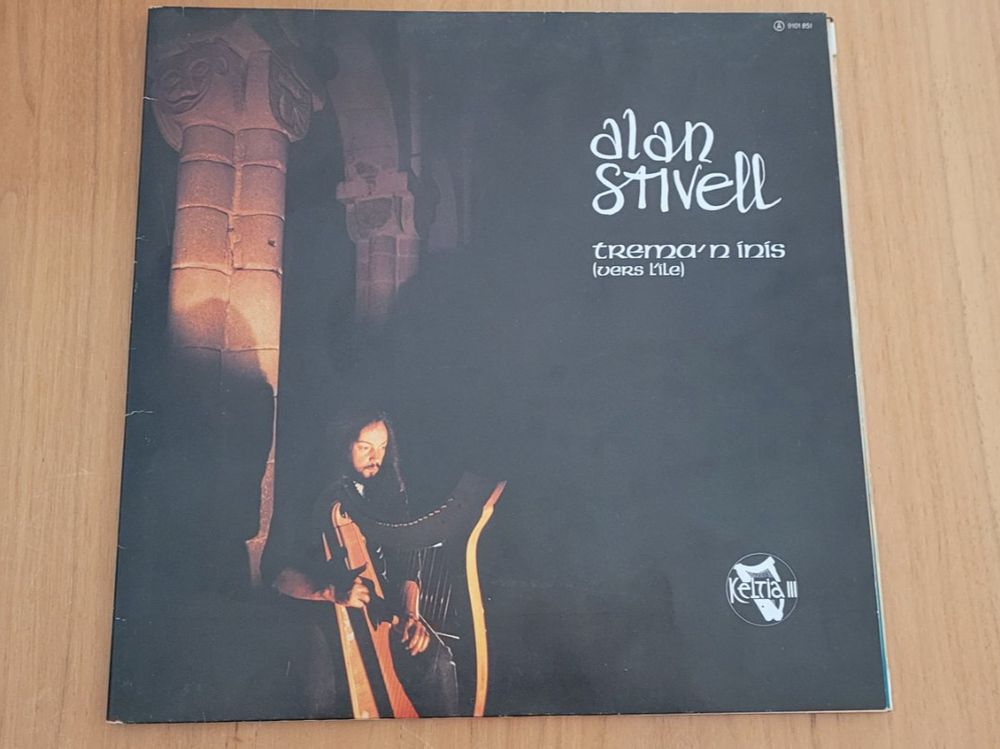 Ⓐ 9101 851
alan
STIVELL
trema'n inis
(vers l'ile)
Keltia III